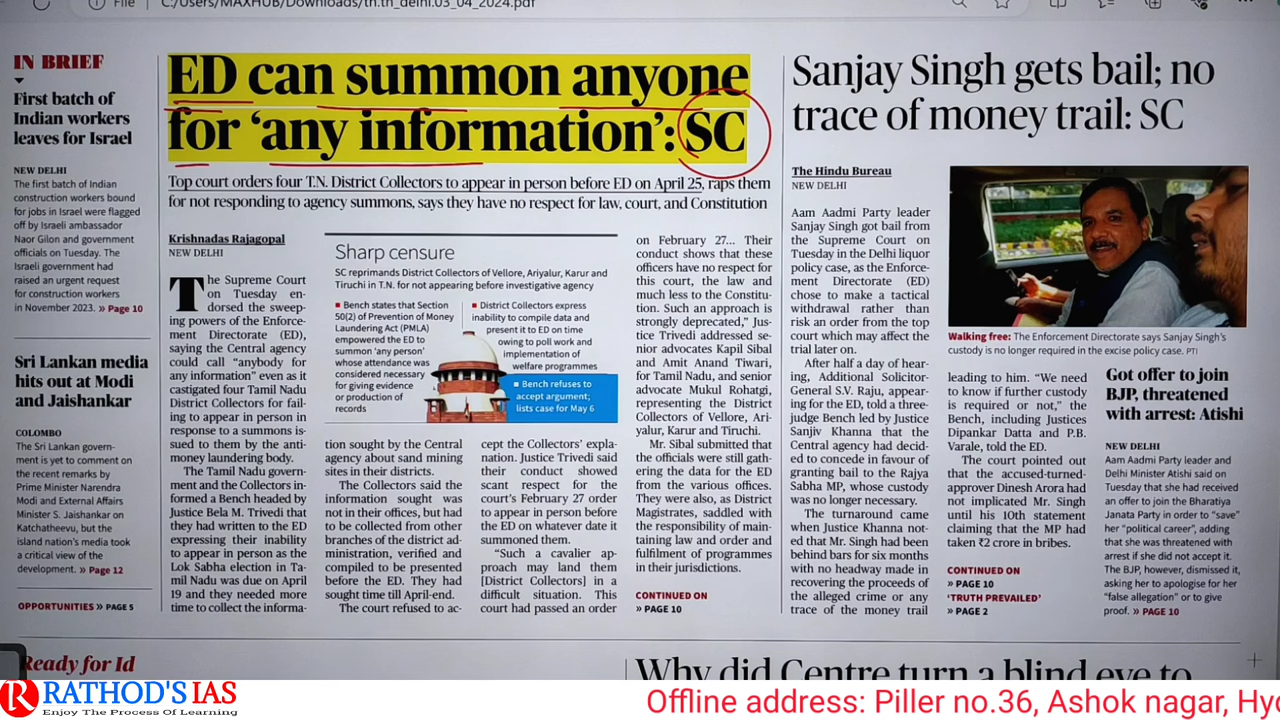 File
C:/Users/MAXHUB/Downloads/th.th_delhi.03_04_2024.pdf
IN BRIEF
First batch of
Indian workers
leaves for Israel
NEW DELHI
The first batch of Indian
construction workers bound
for jobs in Israel were flagged
off by Israeli ambassador
Naor Gilon and government
officials on Tuesday. The
Israeli government had
raised an urgent request
for construction workers
in November 2023. » Page 10
Sri Lankan media
hits out at Modi
and Jaishankar
COLOMBO
The Sri Lankan govern-
ment is yet to comment on
the recent remarks by
Prime Minister Narendra
Modi and External Affairs
Minister S. Jaishankar on
Katchatheevu, but the
island nation's media took
a critical view of the
development. » Page 12
OPPORTUNITIES » PAGE 5
ED can summon anyone
for 'any information': SC
Top court orders four T.N. District Collectors to appear in person before ED on April 25, raps them
for not responding to agency summons, says they have no respect for law, court, and Constitution
Krishnadas Rajagopal
NEW DELHI
The Supreme Court
on Tuesday en-
dorsed the sweep-
ing powers of the Enforce-
ment Directorate (ED),
saying the Central agency
could call "anybody for
any information" even as it
castigated four Tamil Nadu
District Collectors for fail-
ing to appear in person in
response to a summons is-
sued to them by the anti-
money laundering body.
The Tamil Nadu govern-
ment and the Collectors in-
formed a Bench headed by
Justice Bela M. Trivedi that
they had written to the ED
expressing their inability
to appear in person as the
Lok Sabha election in Ta-
mil Nadu was due on April
19 and they needed more
time to collect the informa-
Sharp censure
SC reprimands District Collectors of Vellore, Ariyalur, Karur and
Tiruchi in T.N. for not appearing before investigative agency
■ Bench states that Section
50(2) of Prevention of Money
Laundering Act (PMLA)
empowered the ED to
summon 'any person'
whose attendance was
considered necessary
for giving evidence
or production of
records
■ District Collectors express
inability to compile data and
present it to ED on time
owing to poll work and
implementation of
welfare programmes
■ Bench refuses to
accept argument;
lists case for May 6
tion sought by the Central
agency about sand mining
sites in their districts.
The Collectors said the
information sought was
not in their offices, but had
to be collected from other
branches of the district ad-
ministration, verified and
compiled to be presented
before the ED. They had
sought time till April-end.
The court refused to ac-
cept the Collectors' expla-
nation. Justice Trivedi said
their conduct showed
scant respect for the
court's February 27 order
to appear in person before
the ED on whatever date it
summoned them.
"Such a cavalier ap-
proach may land them
[District Collectors] in a
difficult situation. This
court had passed an order
on February 27... Their
conduct shows that these
officers have no respect for
this court, the law and
much less to the Constitu-
tion. Such an approach is
strongly deprecated," Jus-
tice Trivedi addressed se-
nior advocates Kapil Sibal
and Amit Anand Tiwari,
for Tamil Nadu, and senior
advocate Mukul Rohatgi,
representing the District
Collectors of Vellore, Ari-
yalur, Karur and Tiruchi.
Mr. Sibal submitted that
the officials were still gath-
ering the data for the ED
from the various offices.
They were also, as District
Magistrates, saddled with
the responsibility of main-
taining law and order and
fulfilment of programmes
in their jurisdictions.
CONTINUED ON
» PAGE 10
Sanjay Singh gets bail; no
trace of money trail: SC
The Hindu Bureau
NEW DELHI
Aam Aadmi Party leader
Sanjay Singh got bail from
the Supreme Court on
Tuesday in the Delhi liquor
policy case, as the Enforce-
ment Directorate (ED)
chose to make a tactical
withdrawal rather than
risk an order from the top
court which may affect the
trial later on.
After half a day of hear-
ing, Additional Solicitor-
General S.V. Raju, appear-
ing for the ED, told a three-
judge Bench led by Justice
Sanjiv Khanna that the
Central agency had decid-
ed to concede in favour of
granting bail to the Rajya
Sabha MP, whose custody
was no longer necessary.
The turnaround came
when Justice Khanna not-
ed that Mr. Singh had been
behind bars for six months
with no headway made in
recovering the proceeds of
the alleged crime or any
trace of the money trail
Walking free: The Enforcement Directorate says Sanjay Singh's
custody is no longer required in the excise policy case. PTI
leading to him. "We need
to know if further custody
is required or not," the
Bench, including Justices
Dipankar Datta and P.B.
Varale, told the ED.
The court pointed out
that the accused-turned-
approver Dinesh Arora had
not implicated Mr. Singh
until his 10th statement
claiming that the MP had
taken ₹2 crore in bribes.
CONTINUED ON
» PAGE 10
'TRUTH PREVAILED'
» PAGE 2
Got offer to join
BJP, threatened
with arrest: Atishi
NEW DELHI
Aam Aadmi Party leader and
Delhi Minister Atishi said on
Tuesday that she had received
an offer to join the Bharatiya
Janata Party in order to "save"
her "political career", adding
that she was threatened with
arrest if she did not accept it.
The BJP, however, dismissed it,
asking her to apologise for her
"false allegation" or to give
proof. » PAGE 10
Ready for Id
Why did Centre turn a blind eye to
R RATHOD'S IAS
Enjoy The Process Of Learning
Offline address: Piller no.36, Ashok nagar, Hyd